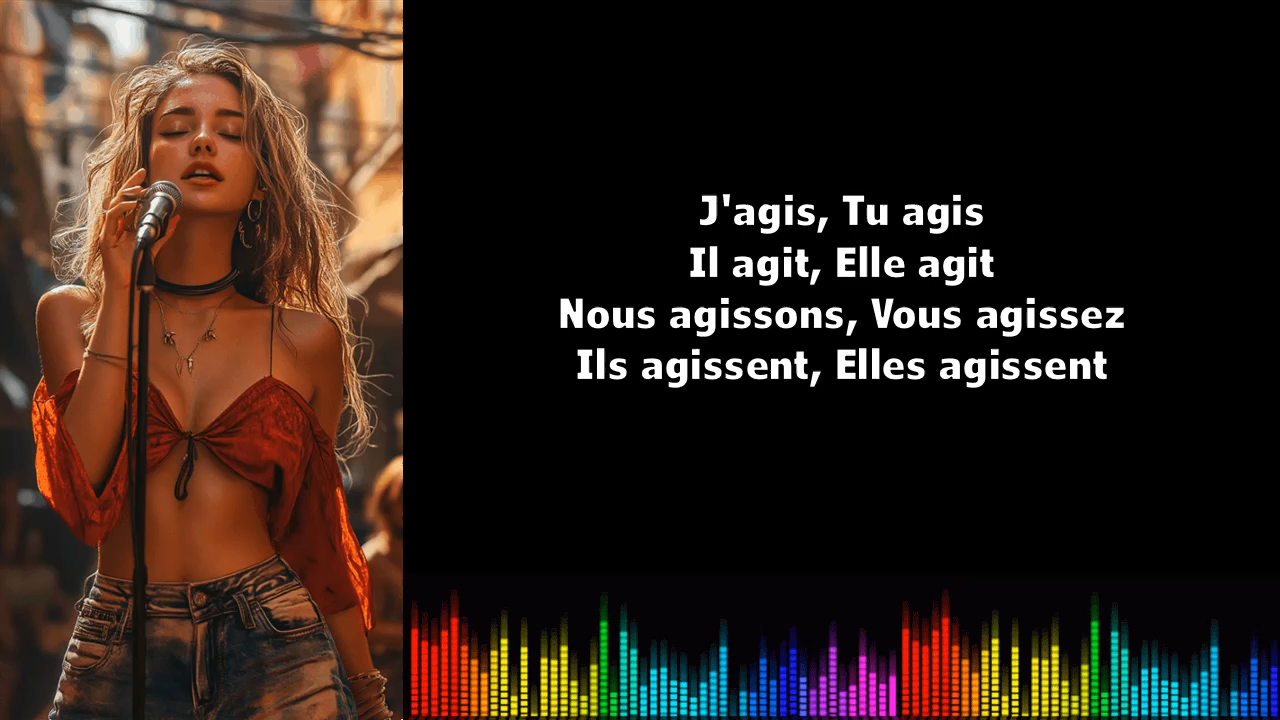 J'agis, Tu agis
Il agit, Elle agit
Nous agissons, Vous agissez
Ils agissent, Elles agissent